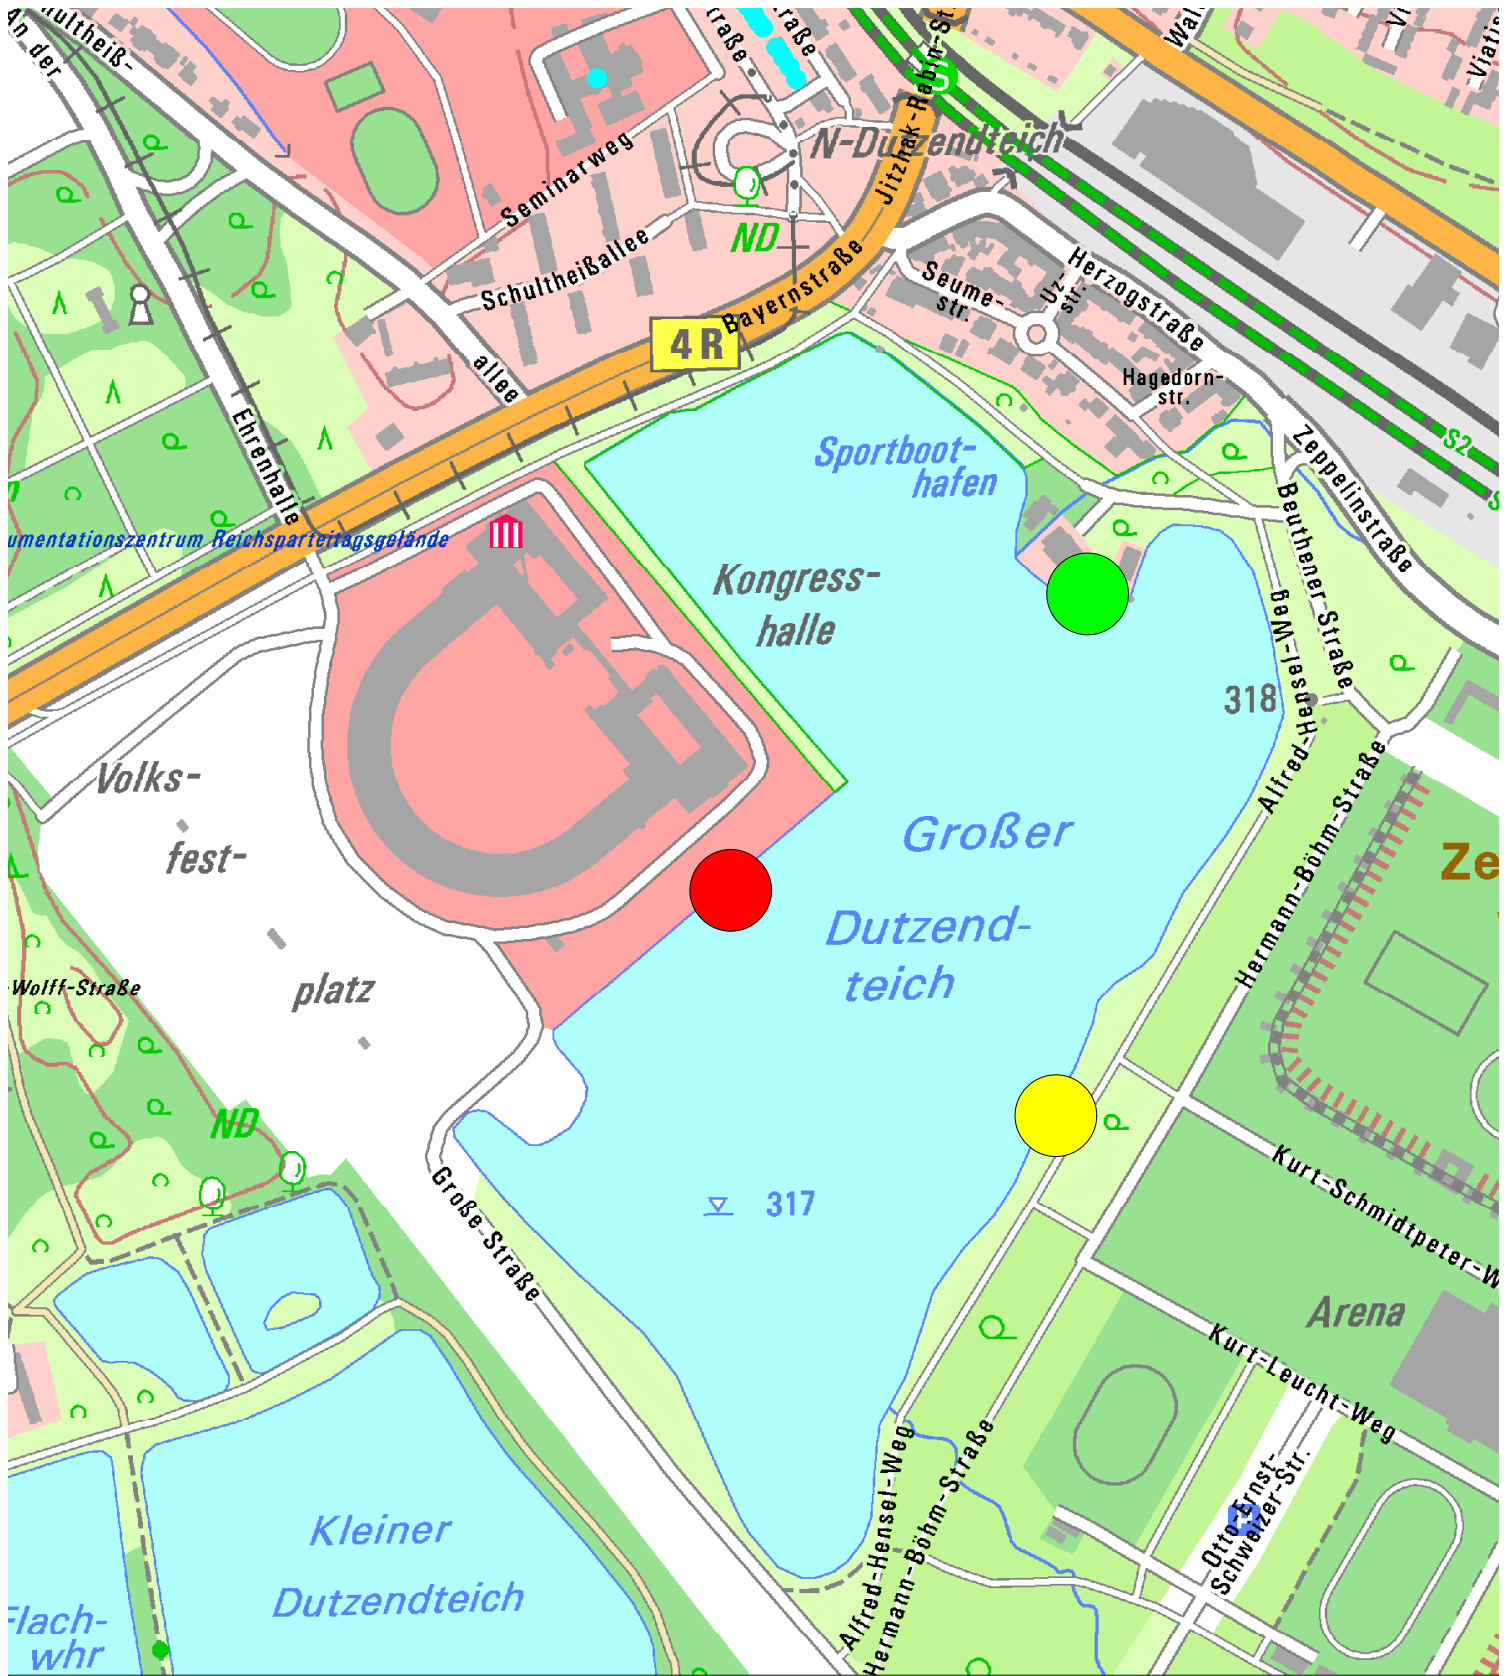 An der
Seminarweg
Schultheißallee
allee
Ehrenhalle
N-Dutzendteich
Jitzhak-Rabin-St
Bayernstraße
4 R
S
ND
Seume-
str.
Uz-
str.
Herzogstraße
Hagedorn-
str.
Zeppelinstraße
S2
Sportboot-
hafen
Beuthener Straße
umentationszentrum Reichsparteitagsgelände
Kongress-
halle
318
Alfred-Hensel-Weg
Hermann-Böhm-Straße
Volks-
fest-
platz
Großer
Dutzend-
teich
Ze
-Wolff-Straße
ND
317
Große Straße
Kurt-Schmidtpeter-W
Arena
Kurt-Leucht-Weg
Otto-Ernst-
Schweizer-Str.
H
Alfred-Hensel-Weg
Hermann-Böhm-Straße
Kleiner
Dutzendteich
Flach-
whr